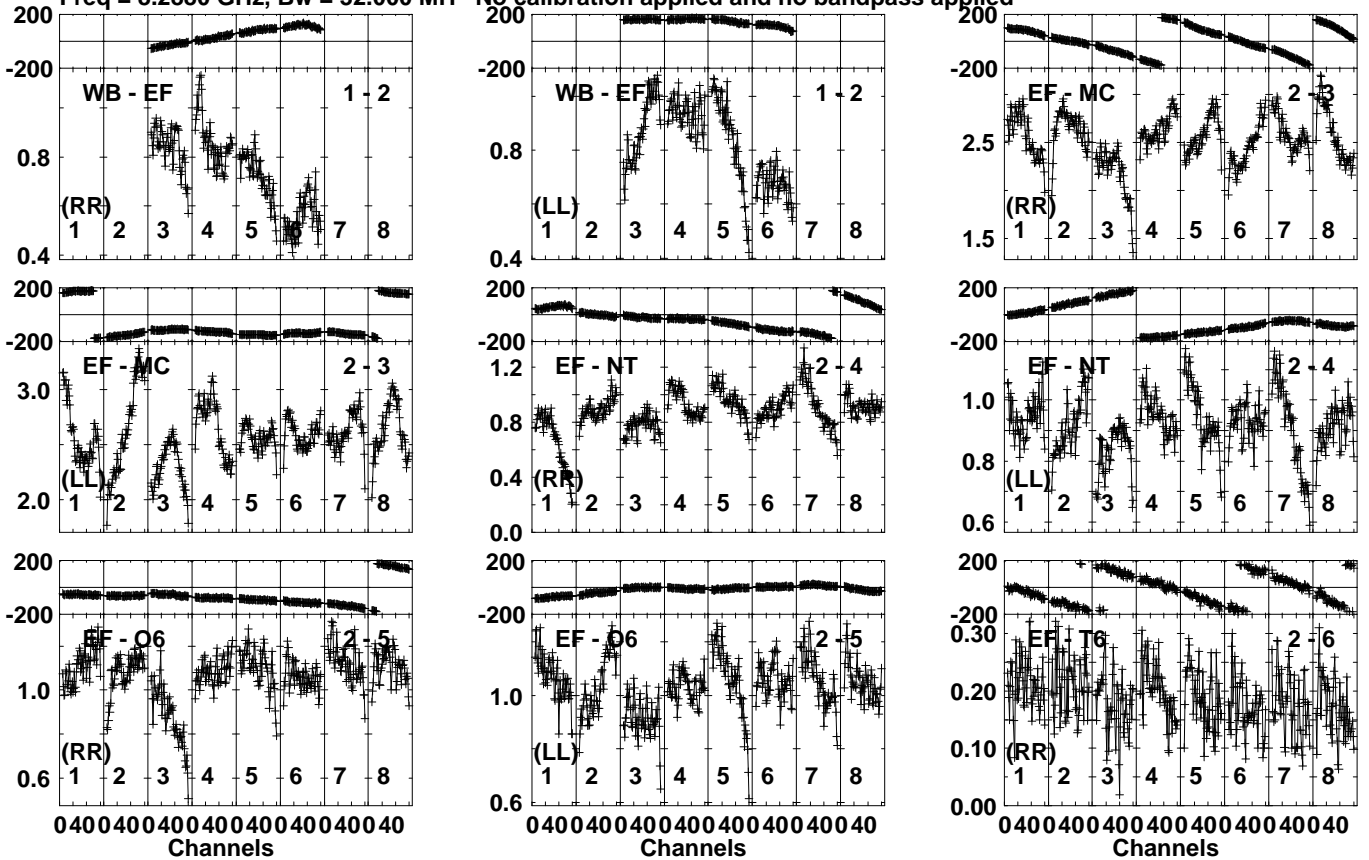 No calibration applied and no bandpass applied
200
-200
WB - EF 1 - 2
0.8
(RR)
1 2 3 4 5 6 7 8
0.4
200
-200
WB - EF 1 - 2
0.8
(LL)
1 2 3 4 5 6 7 8
0.4
200
-200
EF - MC 2 - 3
2.5
(RR)
1 2 3 4 5 6 7 8
1.5
200
-200
EF - MC 2 - 3
3.0
(LL)
2.0
1 2 3 4 5 6 7 8
200
-200
1.2
EF - NT 2 - 4
0.8
0.4
(RR)
1 2 3 4 5 6 7 8
0.0
200
-200
EF - NT 2 - 4
1.0
0.8
(LL)
1 2 3 4 5 6 7 8
0.6
200
-200
EF - O6 2 - 5
1.0
(RR)
0.6
1 2 3 4 5 6 7 8
200
-200
EF - O6 2 - 5
1.0
(LL)
1 2 3 4 5 6 7 8
0.6
200
-200
0.30
EF - T6 2 - 6
0.20
0.10
(RR)
1 2 3 4 5 6 7 8
0.00
0 40 0 40 0 40 0 40 0 40 0 40 0 40 0 40
Channels
0 40 0 40 0 40 0 40 0 40 0 40 0 40 0 40
Channels
0 40 0 40 0 40 0 40 0 40 0 40 0 40 0 40
Channels